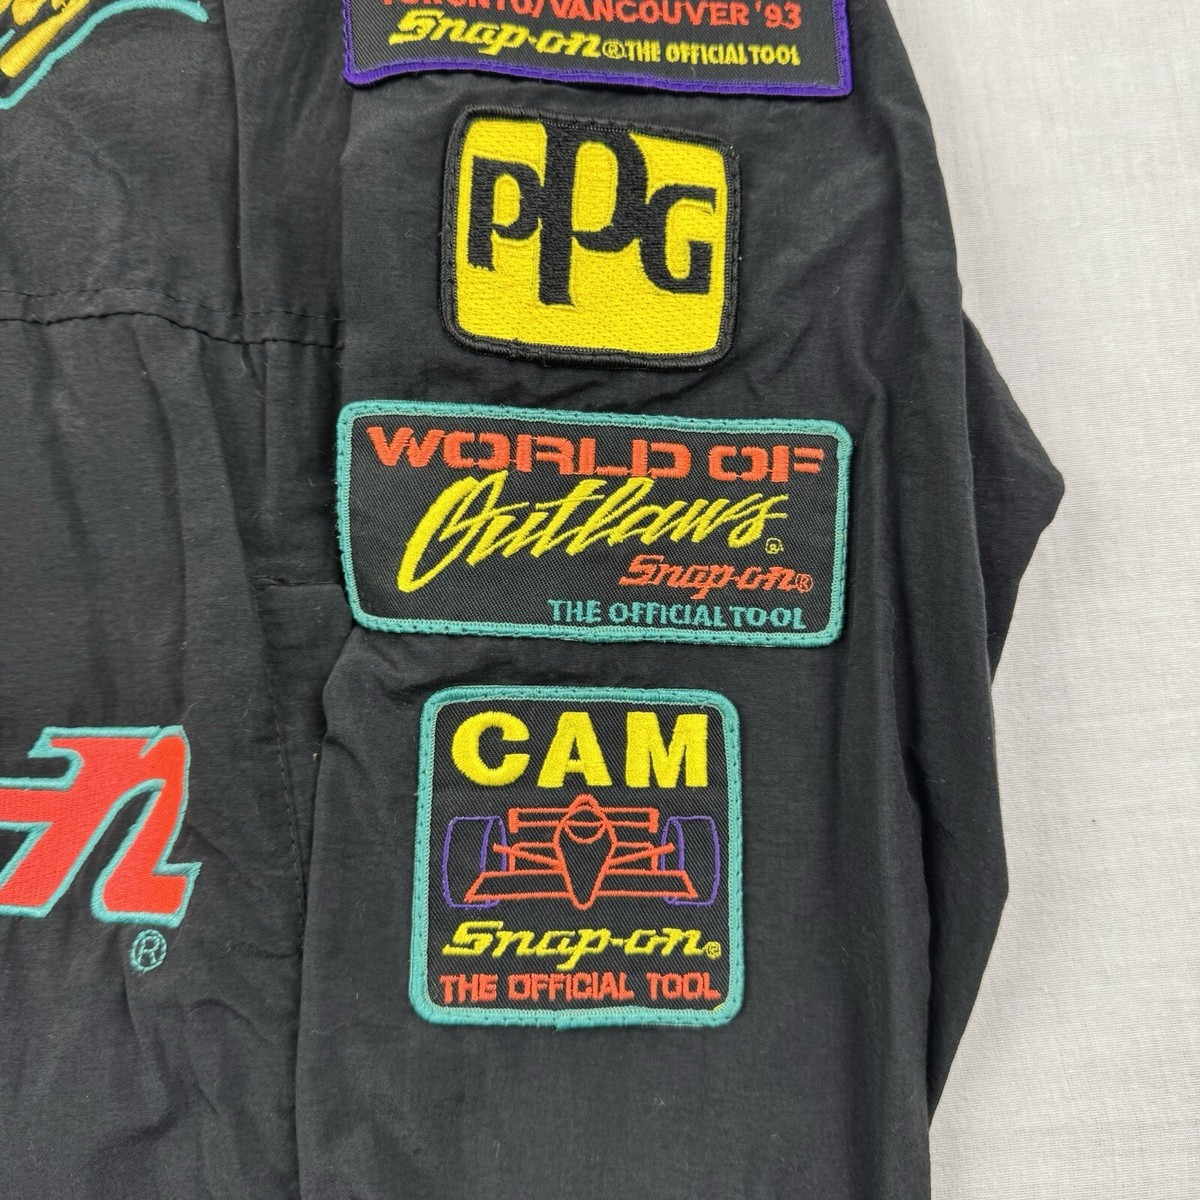 TORONTO/VANCOUVER '93
Snap-on® THE OFFICIAL TOOL
PPG
WORLD OF
Outlaws®
Snap-on®
THE OFFICIAL TOOL
CAM
Snap-on®
THE OFFICIAL TOOL
n
®